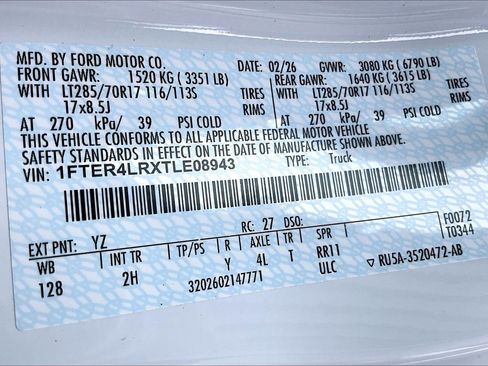 MFD. BY FORD MOTOR CO. DATE: 02/26 GVWR: 3080 KG ( 6790 LB)
FRONT GAWR: 1520 KG ( 3351 LB) REAR GAWR: 1640 KG ( 3615 LB)
WITH LT285/70R17 116/113S TIRES WITH LT285/70R17 116/113S TIRES
17x8.5J RIMS 17x8.5J RIMS
AT 270 kPa/ 39 PSI COLD AT 270 kPa/ 39 PSI COLD
THIS VEHICLE CONFORMS TO ALL APPLICABLE FEDERAL MOTOR VEHICLE
SAFETY STANDARDS IN EFFECT ON THE DATE OF MANUFACTURE SHOWN ABOVE.
VIN: 1FTER4LRXTLE08943 TYPE: Truck
F0072
T0344
EXT PNT: YZ RC: 27 DSO:
WB INT TR TP/PS R AXLE TR SPR
128 2H Y 4L T RR11
ULC ▽ RU5A-3520472-AB
3202602147771